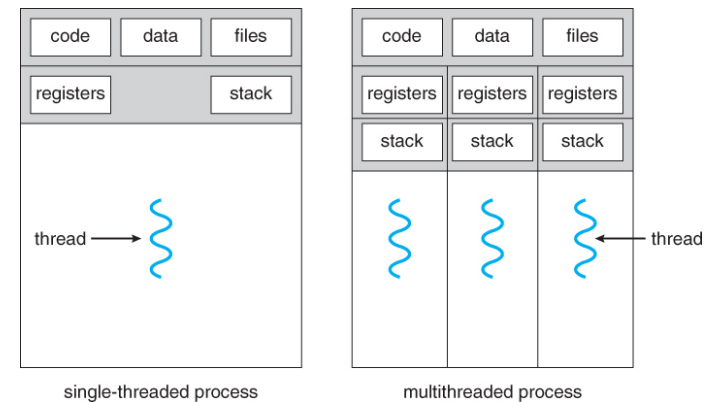 code data files
registers stack
thread
single-threaded process
code data files
registers registers registers
stack stack stack
thread
multithreaded process